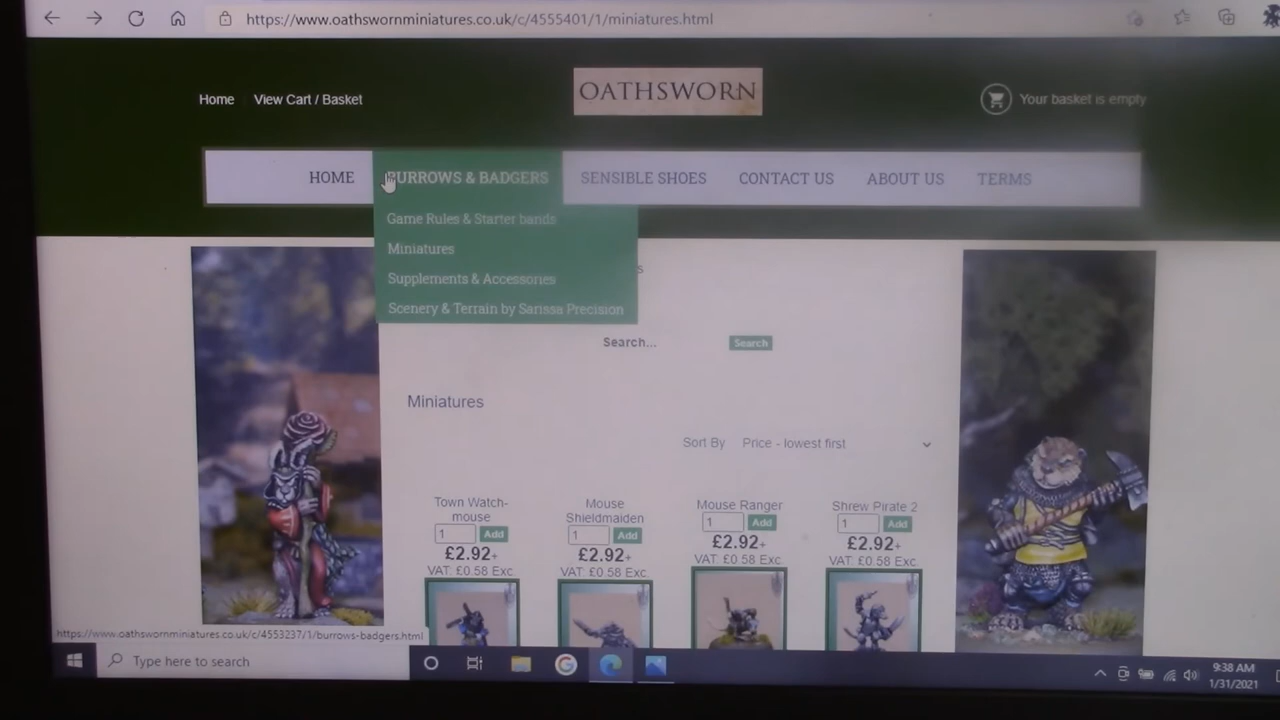 https://www.oathswornminiatures.co.uk/c/4555401/1/miniatures.html
Home View Cart / Basket
OATHSWORN
Your basket is empty
HOME BURROWS & BADGERS SENSIBLE SHOES CONTACT US ABOUT US TERMS
Game Rules & Starter bands
Miniatures
Supplements & Accessories
Scenery & Terrain by Sarissa Precision
Search... Search
Miniatures
Sort By Price - lowest first
Town Watch-mouse
1 Add
£2.92+
VAT: £0.58 Exc
Mouse Shieldmaiden
1 Add
£2.92+
VAT: £0.58 Exc
Mouse Ranger
1 Add
£2.92+
VAT: £0.58 Exc
Shrew Pirate 2
1 Add
£2.92+
VAT: £0.58 Exc
https://www.oathswornminiatures.co.uk/c/4553237/1/burrows-badgers.html
Type here to search
9:38 AM
1/31/2021